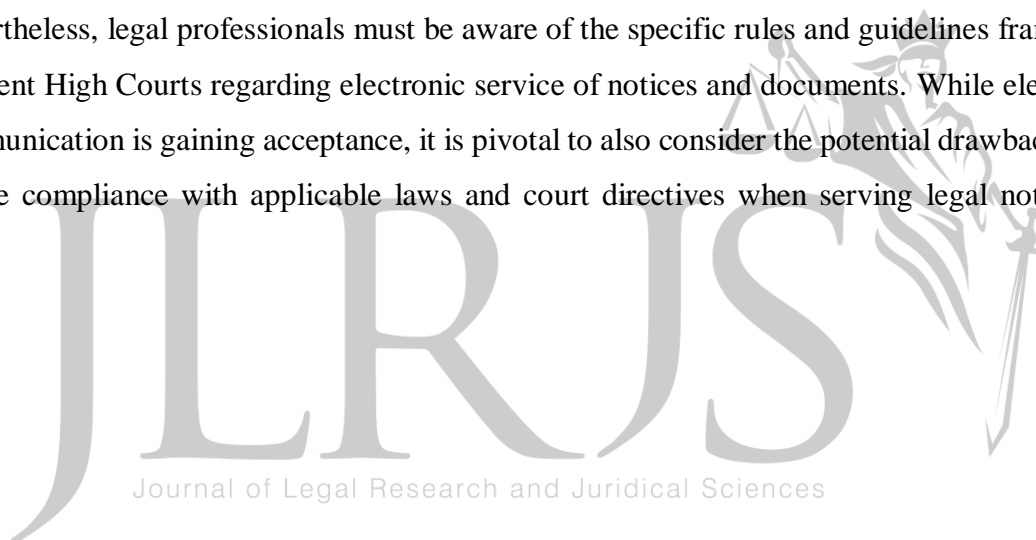 rtheless, legal professionals must be aware of the specific rules and guidelines fra
ent High Courts regarding electronic service of notices and documents. While ele
unication is gaining acceptance, it is pivotal to also consider the potential drawbac
e compliance with applicable laws and court directives when serving legal not
JLRJS
Journal of Legal Research and Juridical Sciences